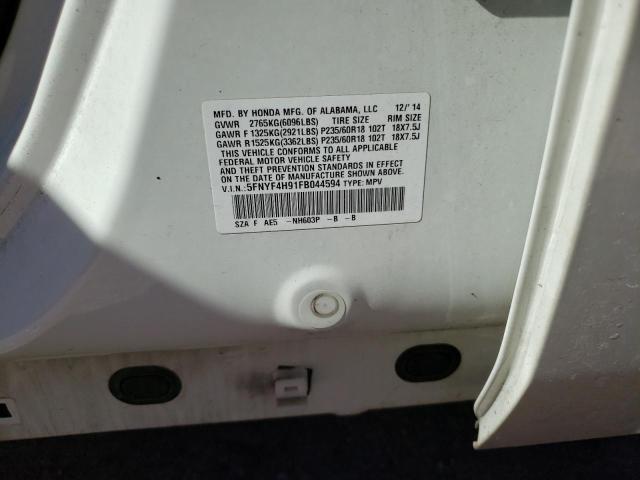 MFD. BY HONDA MFG. OF ALABAMA, LLC 12/'14
GVWR 2765KG(6096LBS) TIRE SIZE RIM SIZE
GAWR F 1325KG(2921LBS) P235/60R18 102T 18X7.5J
GAWR R1525KG(3362LBS) P235/60R18 102T 18X7.5J
THIS VEHICLE CONFORMS TO ALL APPLICABLE
FEDERAL MOTOR VEHICLE SAFETY AND
THEFT PREVENTION STANDARDS IN EFFECT
ON THE DATE OF MANUFACTURE SHOWN ABOVE.
V.I.N.:5FNYF4H91FB044594 TYPE: MPV
SZA F AE5 -NH603P -B -B